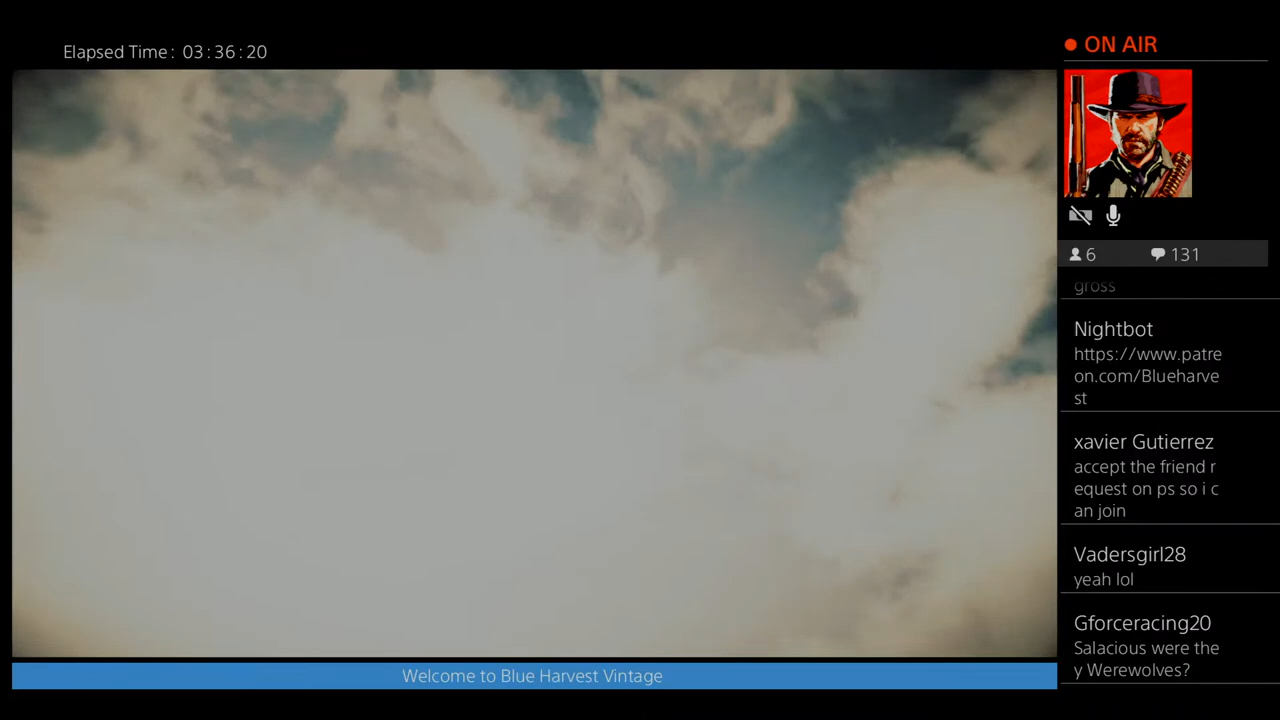 Elapsed Time: 03:36:20
ON AIR
6 131
gross
Nightbot
https://www.patre
on.com/Blueharve
st
xavier Gutierrez
accept the friend r
equest on ps so i c
an join
Vadersgirl28
yeah lol
Gforceracing20
Salacious were the
y Werewolves?
Welcome to Blue Harvest Vintage